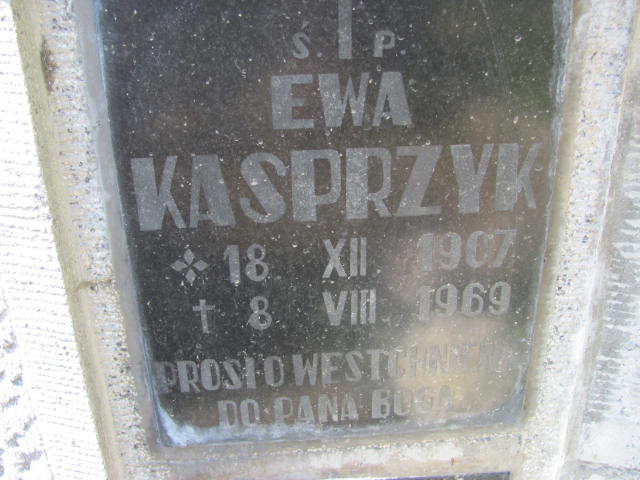 Ś P
EWA
KASPRZYK
18 XII 1907
† 8 VIII 1969
PROSI O WESTCHNIENIE
DO PANA BOGA